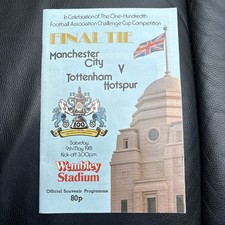 In Celebration of The One-Hundredth
Football Association Challenge Cup Competition
FINAL TIE
Manchester
City
V
Tottenham
Hotspur
100
Saturday
9th May 1981
Kick-off 3.00p.m.
Wembley
Stadium
Official Souvenir Programme
80p